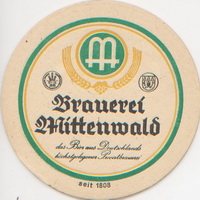 M
Brauerei
Mittenwald
das Bier aus Deutschlands
höchstgelegener Privatbrauerei
seit 1808